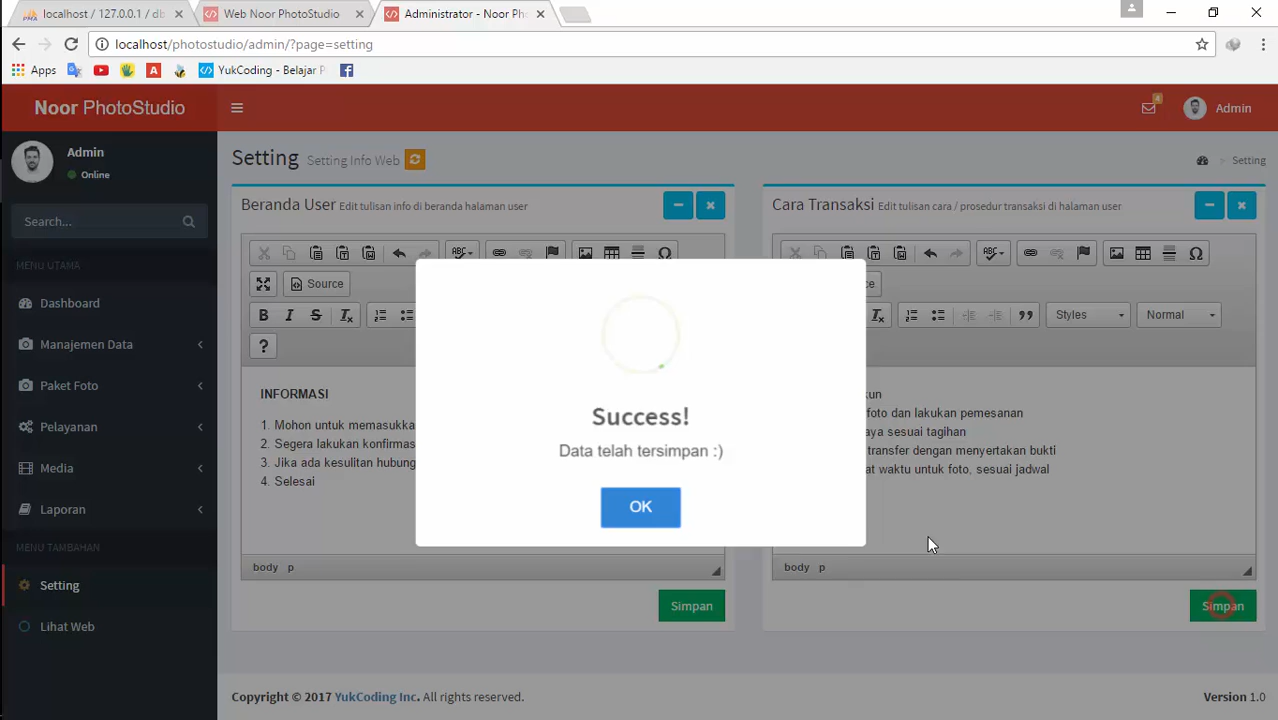 localhost / 127.0.0.1 / db
Web Noor PhotoStudio
Administrator - Noor Ph
localhost/photostudio/admin/?page=setting
Apps
YukCoding - Belajar P
Noor PhotoStudio
4
Admin
Admin
Online
Search...
MENU UTAMA
Dashboard
Manajemen Data
Paket Foto
Pelayanan
Media
Laporan
MENU TAMBAHAN
Setting
Lihat Web
Setting Setting Info Web
Setting
Beranda User Edit tulisan info di beranda halaman user
Source
INFORMASI
1. Mohon untuk memasukka
2. Segera lakukan konfirmas
3. Jika ada kesulitan hubung
4. Selesai
body p
Simpan
Cara Transaksi Edit tulisan cara / prosedur transaksi di halaman user
Styles
Normal
foto dan lakukan pemesanan
sesuai tagihan
transfer dengan menyertakan bukti
waktu untuk foto, sesuai jadwal
body p
Simpan
Success!
Data telah tersimpan :)
OK
Copyright © 2017 YukCoding Inc. All rights reserved.
Version 1.0